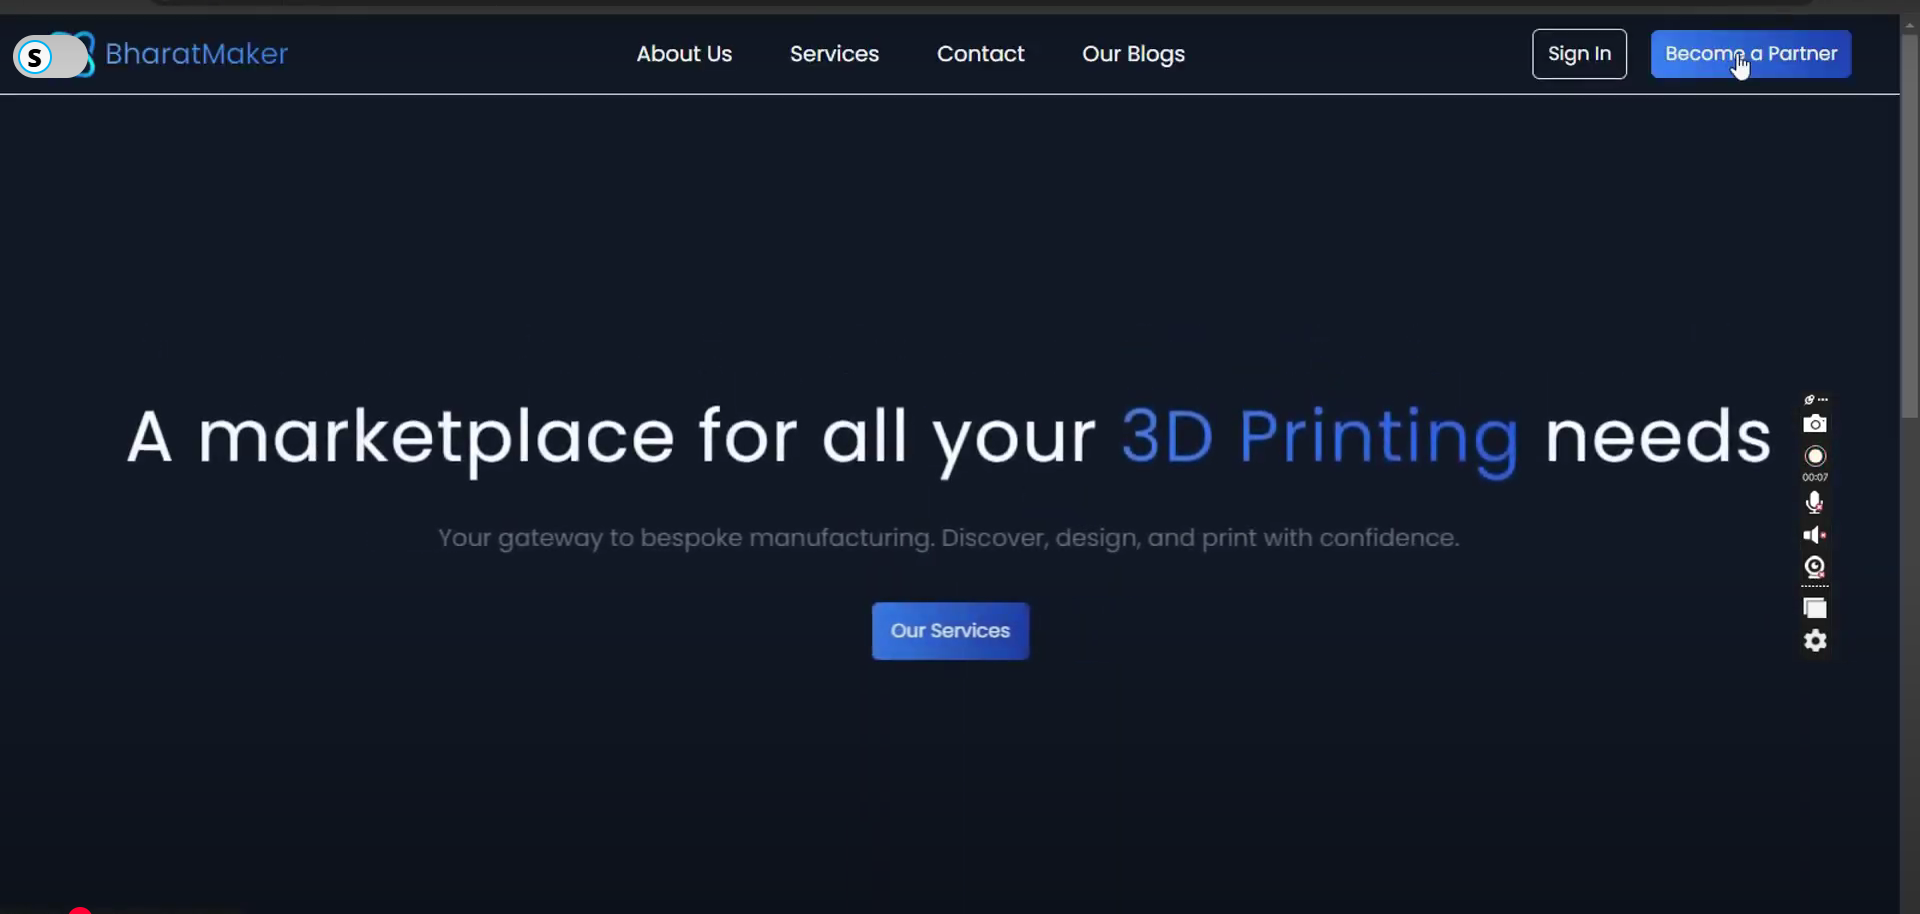 S
BharatMaker
About Us
Services
Contact
Our Blogs
Sign In
Become a Partner
A marketplace for all your 3D Printing needs
Your gateway to bespoke manufacturing. Discover, design, and print with confidence.
Our Services
00:07